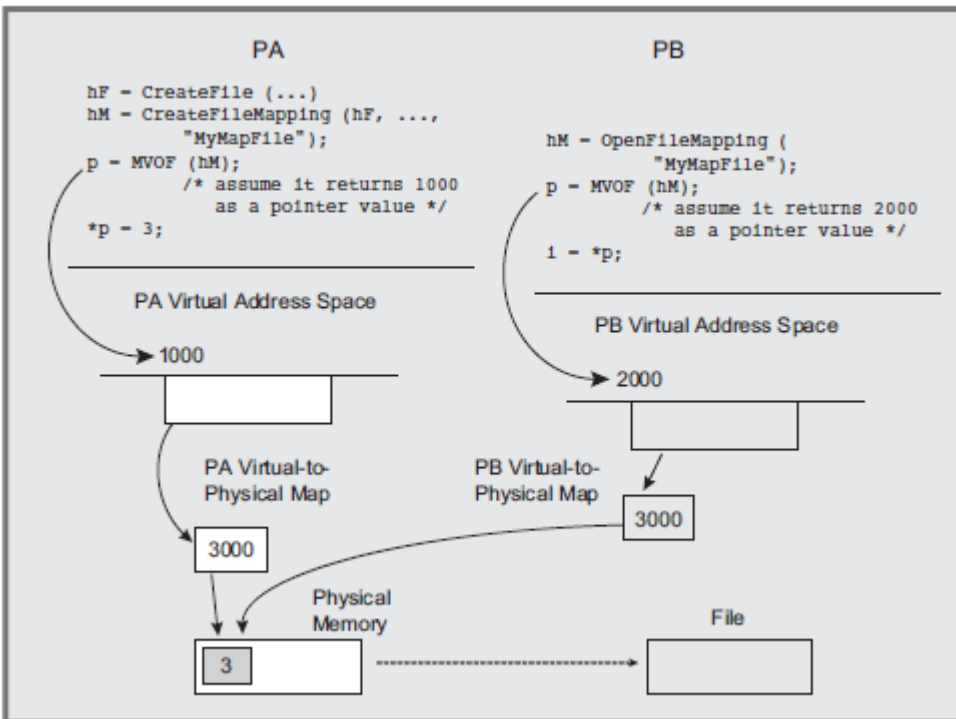 PA
hF = CreateFile (...)
hM = CreateFileMapping (hF, ...,
"MyMapFile");
p = MVOF (hM);
/* assume it returns 1000
as a pointer value */
*p = 3;
PA Virtual Address Space
1000
PA Virtual-to-
Physical Map
3000
PB
hM = OpenFileMapping (
"MyMapFile");
p = MVOF (hM);
/* assume it returns 2000
as a pointer value */
i = *p;
PB Virtual Address Space
2000
PB Virtual-to-
Physical Map
3000
Physical
Memory
3
File